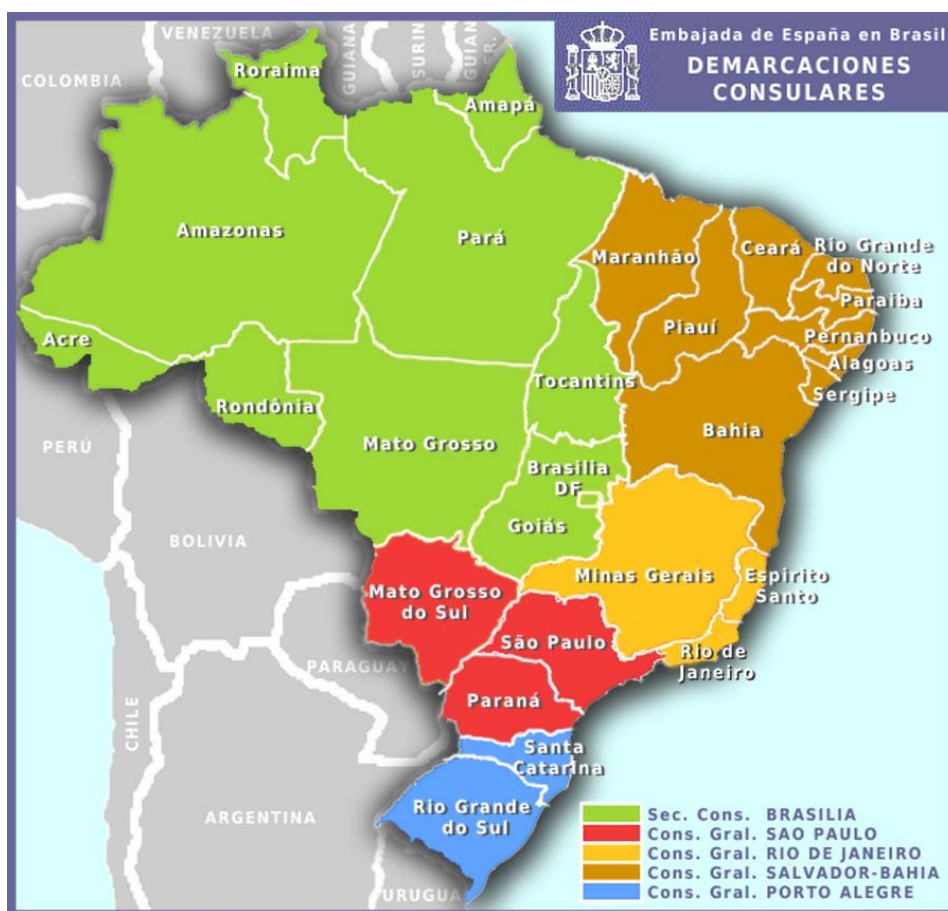 Embajada de España en Brasil
DEMARCACIONES
CONSULARES
VENEZUELA
COLOMBIA
GUIANA
SURIN.
GUIANA
FR.
Roraima
Amapá
Amazonas
Pará
Maranhão
Ceará
Rio Grande
do Norte
Paraiba
Piauí
Pernanbuco
Alagoas
Sergipe
Acre
Rondônia
Tocantins
Mato Grosso
Bahia
PERÚ
Brasilia
DF
Goiás
BOLIVIA
Minas Gerais
Espirito
Santo
Mato Grosso
do Sul
São Paulo
Rio de
Janeiro
PARAGUAY
Paraná
CHILE
Santa
Catarina
ARGENTINA
Rio Grande
do Sul
URUGUA
Sec. Cons. BRASILIA
Cons. Gral. SAO PAULO
Cons. Gral. RIO DE JANEIRO
Cons. Gral. SALVADOR-BAHIA
Cons. Gral. PORTO ALEGRE